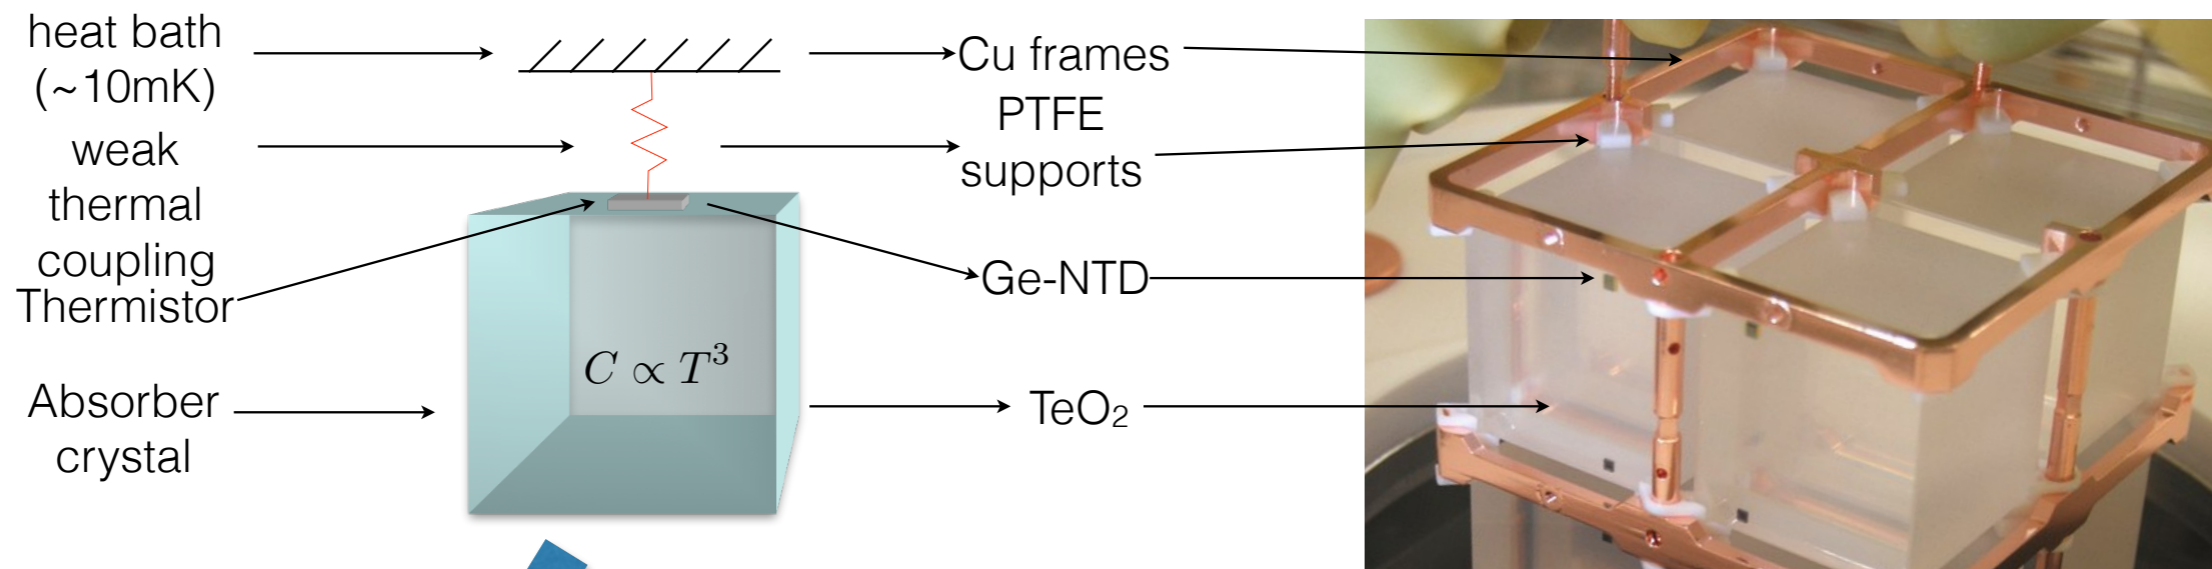 heat bath
(~10mK)
weak
thermal
coupling
Thermistor
Absorber
crystal
C ∝ T³
Cu frames
PTFE
supports
Ge-NTD
TeO₂